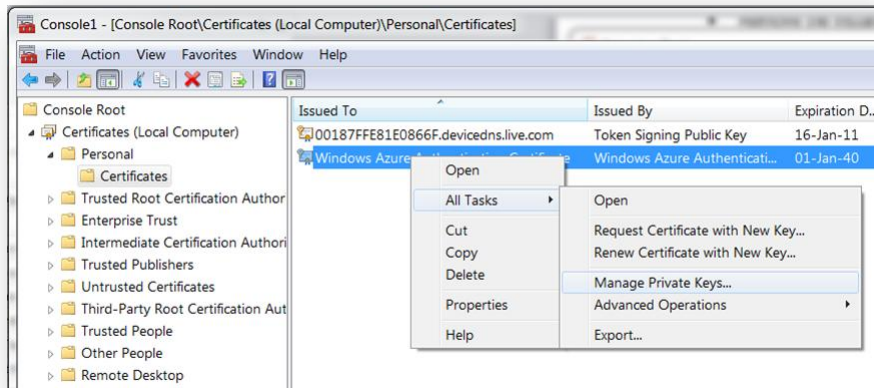 Console1 - [Console Root\Certificates (Local Computer)\Personal\Certificates]
File Action View Favorites Window Help
Console Root
Certificates (Local Computer)
Personal
Certificates
Trusted Root Certification Author
Enterprise Trust
Intermediate Certification Authori
Trusted Publishers
Untrusted Certificates
Third-Party Root Certification Aut
Trusted People
Other People
Remote Desktop
Issued To Issued By Expiration D...
00187FFE81E0866F.devicedns.live.com Token Signing Public Key 16-Jan-11
Windows Azure Authentication Certificate Windows Azure Authenticati... 01-Jan-40
Open
All Tasks
Cut
Copy
Delete
Properties
Help
Open
Request Certificate with New Key...
Renew Certificate with New Key...
Manage Private Keys...
Advanced Operations
Export...